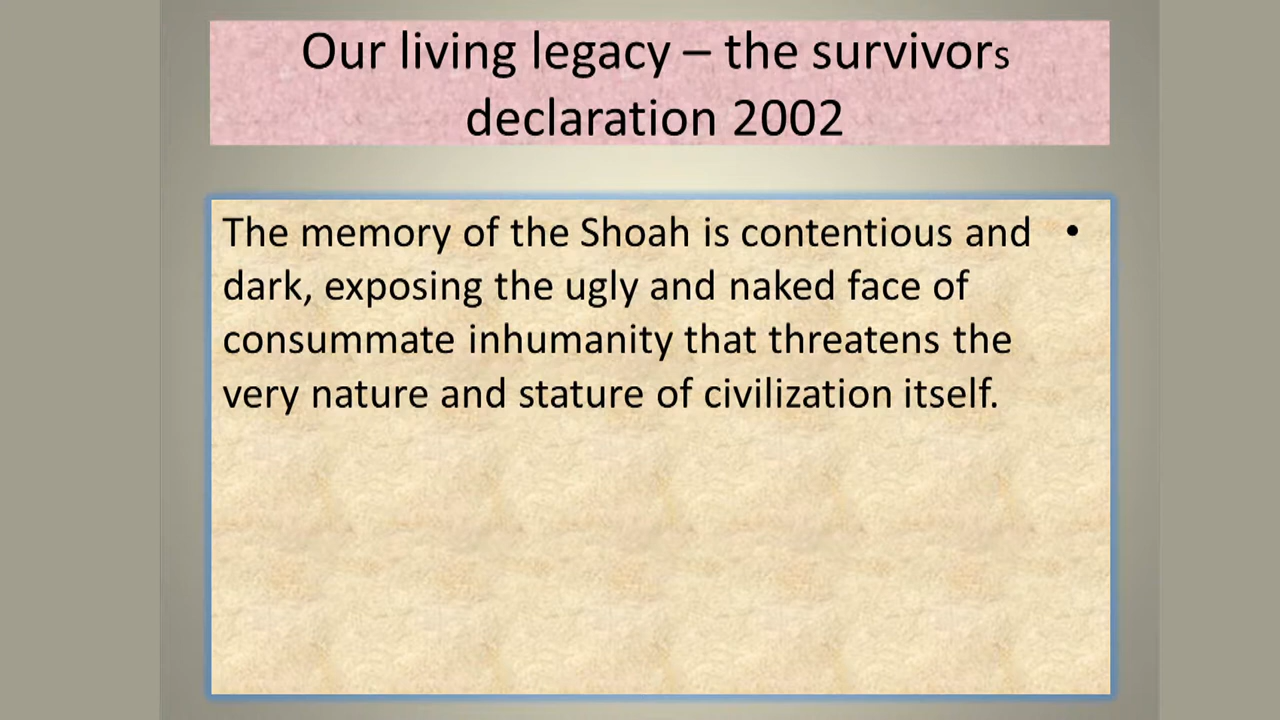 Our living legacy – the survivors
declaration 2002
The memory of the Shoah is contentious and •
dark, exposing the ugly and naked face of
consummate inhumanity that threatens the
very nature and stature of civilization itself.